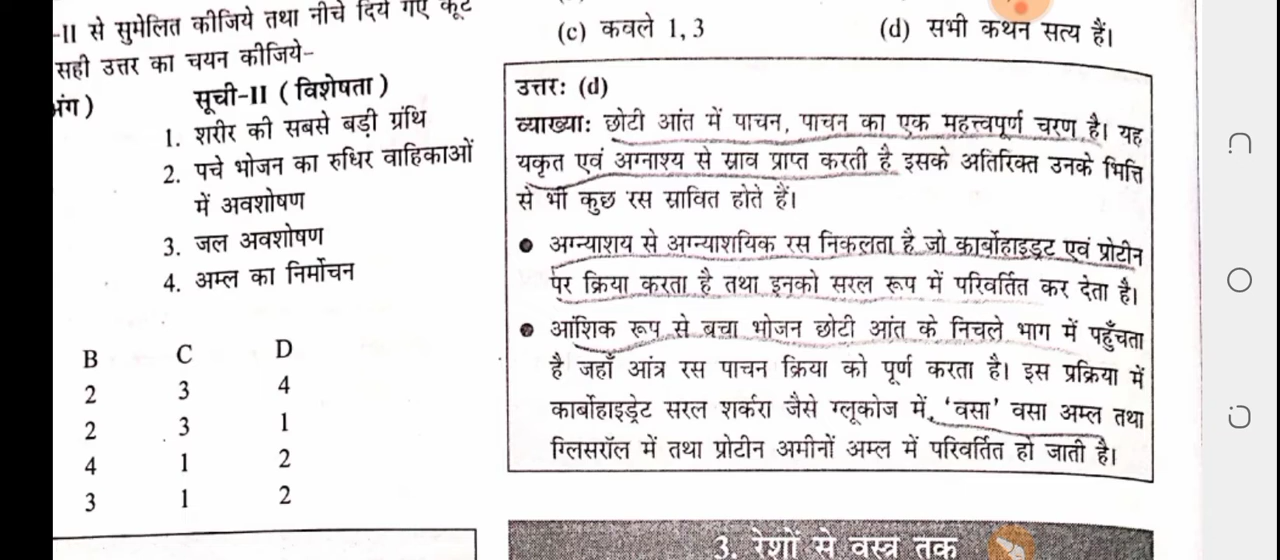 -II से सुमेलित कीजिये तथा नीचे दिये गए कूट
सही उत्तर का चयन कीजिये-
अंग)
सूची-II (विशेषता)
1. शरीर की सबसे बड़ी ग्रंथि
2. पचे भोजन का रुधिर वाहिकाओं
में अवशोषण
3. जल अवशोषण
4. अम्ल का निर्मोचन
B C D
2 3 4
2 3 1
4 1 2
3 1 2
(c) कवले 1, 3
(d) सभी कथन सत्य हैं।
उत्तरः (d)
व्याख्याः छोटी आंत में पाचन, पाचन का एक महत्त्वपूर्ण चरण है। यह
यकृत एवं अग्नाश्य से स्राव प्राप्त करती है इसके अतिरिक्त उनके भित्ति
से भी कुछ रस स्रावित होते हैं।
● अग्न्याशय से अग्न्याशयिक रस निकलता है जो कार्बोहाइड्रट एवं प्रोटीन
पर क्रिया करता है तथा इनको सरल रूप में परिवर्तित कर देता है।
● आंशिक रूप से बचा भोजन छोटी आंत के निचले भाग में पहुँचता
है जहाँ आंत्र रस पाचन क्रिया को पूर्ण करता है। इस प्रक्रिया में
कार्बोहाइड्रेट सरल शर्करा जैसे ग्लूकोज में, 'वसा' वसा अम्ल तथा
ग्लिसरॉल में तथा प्रोटीन अमीनों अम्ल में परिवर्तित हो जाती है।
3. रेशों से वस्त्र तक